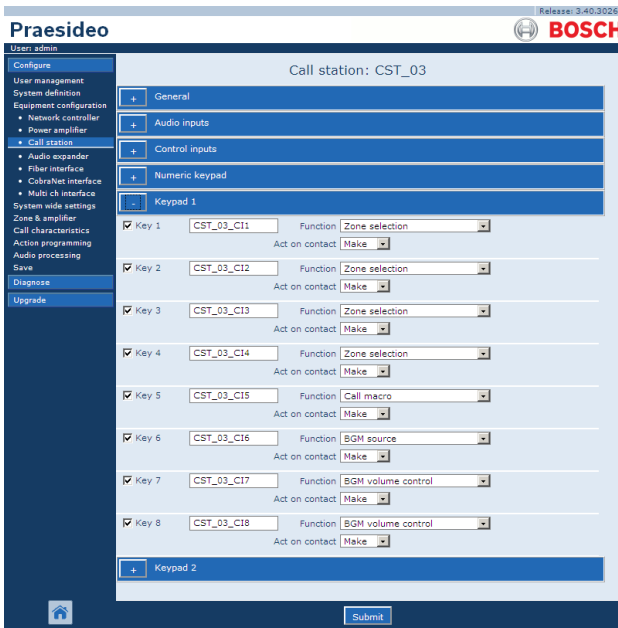 Release: 3.40.3026
Praesideo
BOSCH
User: admin
Configure
User management
System definition
Equipment configuration
• Network controller
• Power amplifier
• Call station
• Audio expander
• Fiber interface
• CobraNet interface
• Multi ch interface
System wide settings
Zone & amplifier
Call characteristics
Action programming
Audio processing
Save
Diagnose
Upgrade
Call station: CST_03
+ General
+ Audio inputs
+ Control inputs
+ Numeric keypad
- Keypad 1
Key 1 CST_03_CI1 Function Zone selection
Act on contact Make
Key 2 CST_03_CI2 Function Zone selection
Act on contact Make
Key 3 CST_03_CI3 Function Zone selection
Act on contact Make
Key 4 CST_03_CI4 Function Zone selection
Act on contact Make
Key 5 CST_03_CI5 Function Call macro
Act on contact Make
Key 6 CST_03_CI6 Function BGM source
Act on contact Make
Key 7 CST_03_CI7 Function BGM volume control
Act on contact Make
Key 8 CST_03_CI8 Function BGM volume control
Act on contact Make
+ Keypad 2
Submit